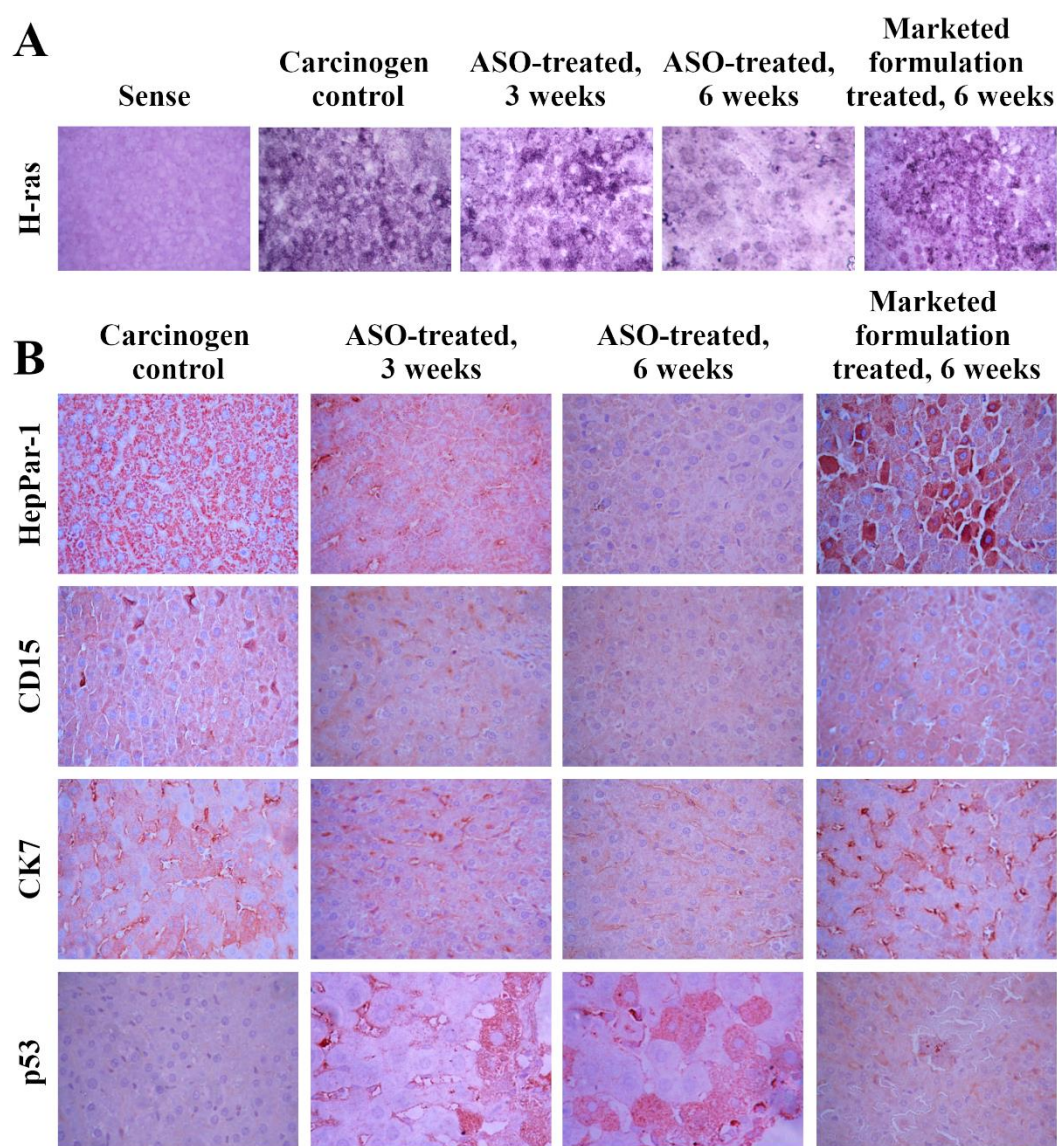 A
Sense
Carcinogen
control
ASO-treated,
3 weeks
ASO-treated,
6 weeks
Marketed
formulation
treated, 6 weeks
H-ras
B
Carcinogen
control
ASO-treated,
3 weeks
ASO-treated,
6 weeks
Marketed
formulation
treated, 6 weeks
HepPar-1
CD15
CK7
p53